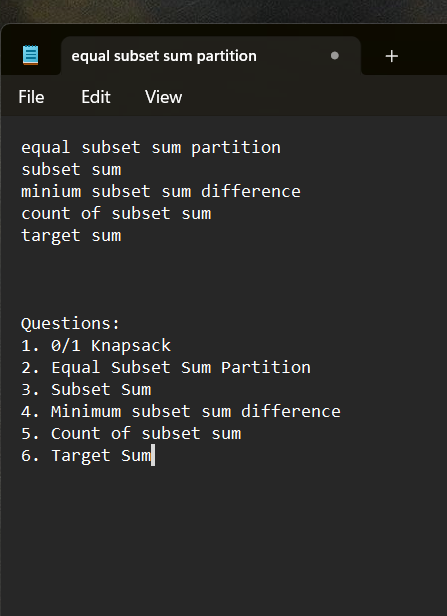 equal subset sum partition
File Edit View
equal subset sum partition
subset sum
minium subset sum difference
count of subset sum
target sum
Questions:
1. 0/1 Knapsack
2. Equal Subset Sum Partition
3. Subset Sum
4. Minimum subset sum difference
5. Count of subset sum
6. Target Sum